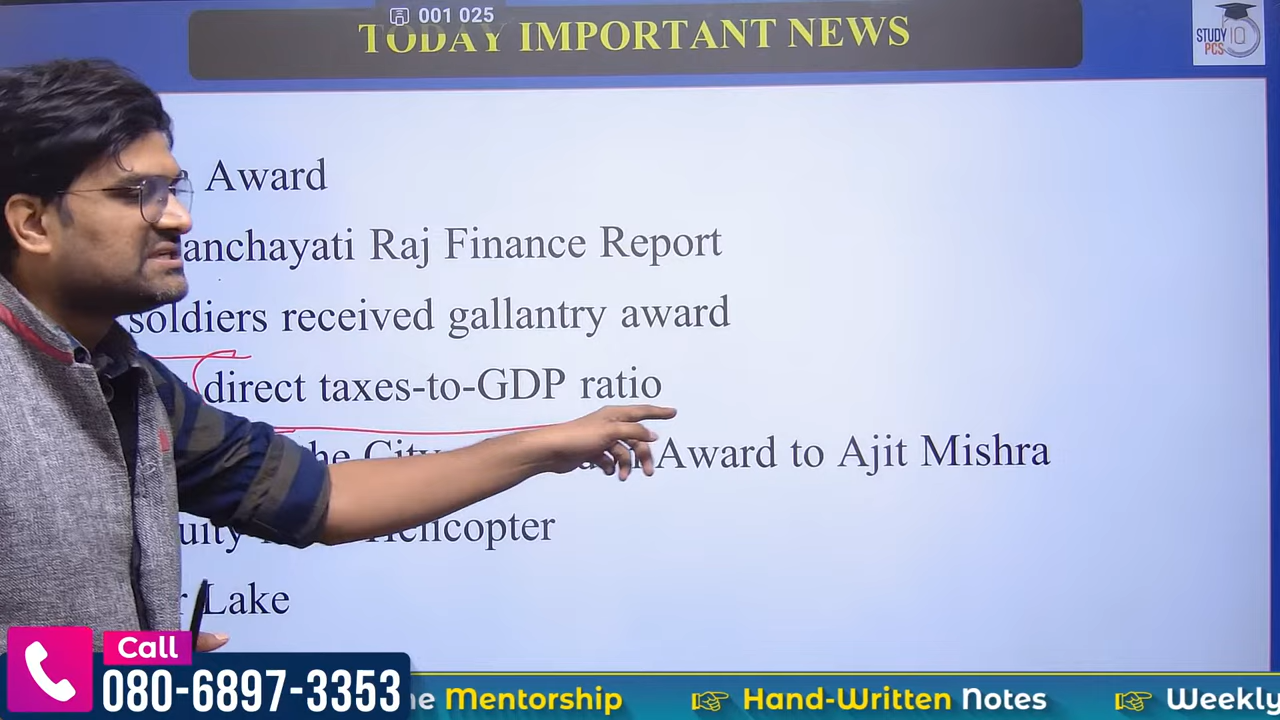 001 025
TODAY IMPORTANT NEWS
STUDY IQ
PCS
Award
anchayati Raj Finance Report
soldiers received gallantry award
direct taxes-to-GDP ratio
Award to Ajit Mishra
Lake
Call
080-6897-3353
Mentorship
Hand-Written Notes
Weekly